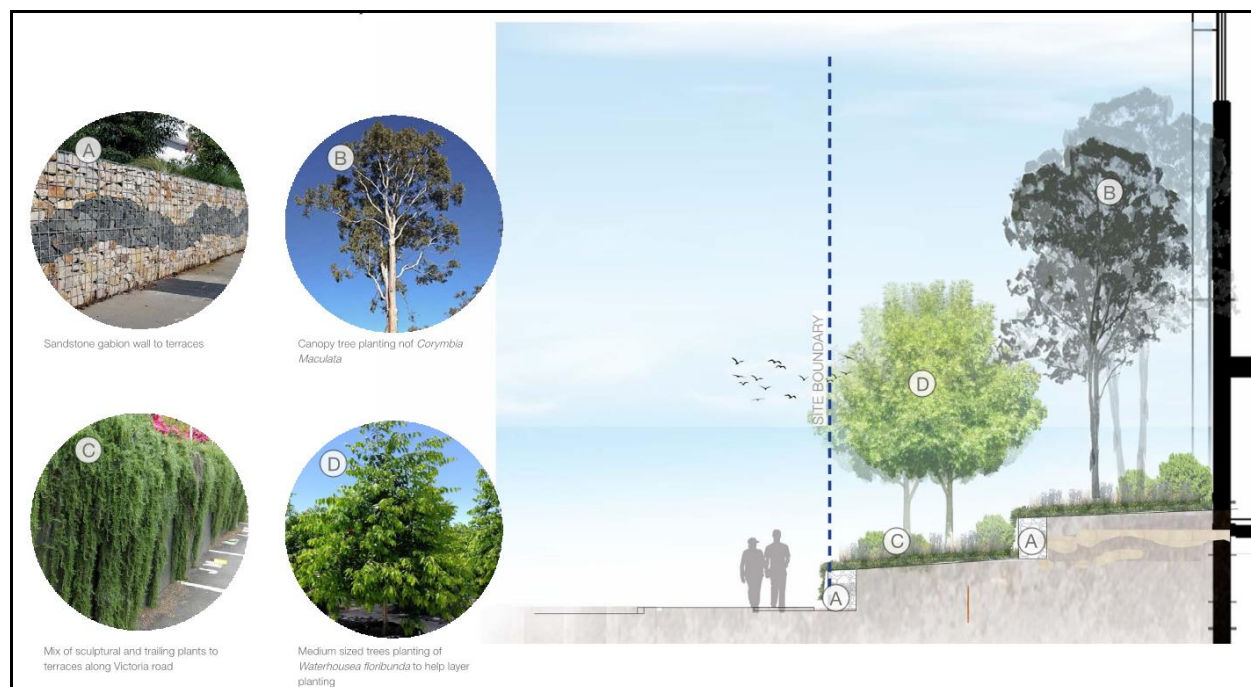 A
Sandstone gabion wall to terraces
B
Canopy tree planting nof Corymbia
Maculata
C
Mix of sculptural and trailing plants to
terraces along Victoria road
D
Medium sized trees planting of
Waterhousea floribunda to help layer
planting
SITE BOUNDARY
B
D
C
A
A